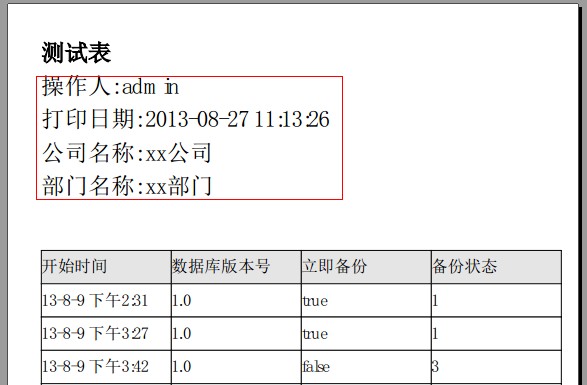 测试表
操作人:admin
打印日期:2013-08-27 11:13:26
公司名称:xx公司
部门名称:xx部门
开始时间 数据库版本号 立即备份 备份状态
13-8-9 下午2:31 1.0 true 1
13-8-9 下午3:27 1.0 true 1
13-8-9 下午3:42 1.0 false 3